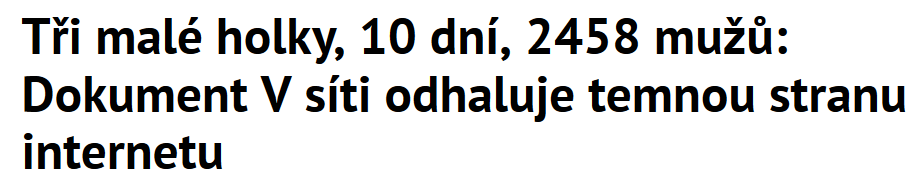 Tři malé holky, 10 dní, 2458 mužů:
Dokument V síti odhaluje temnou stranu
internetu